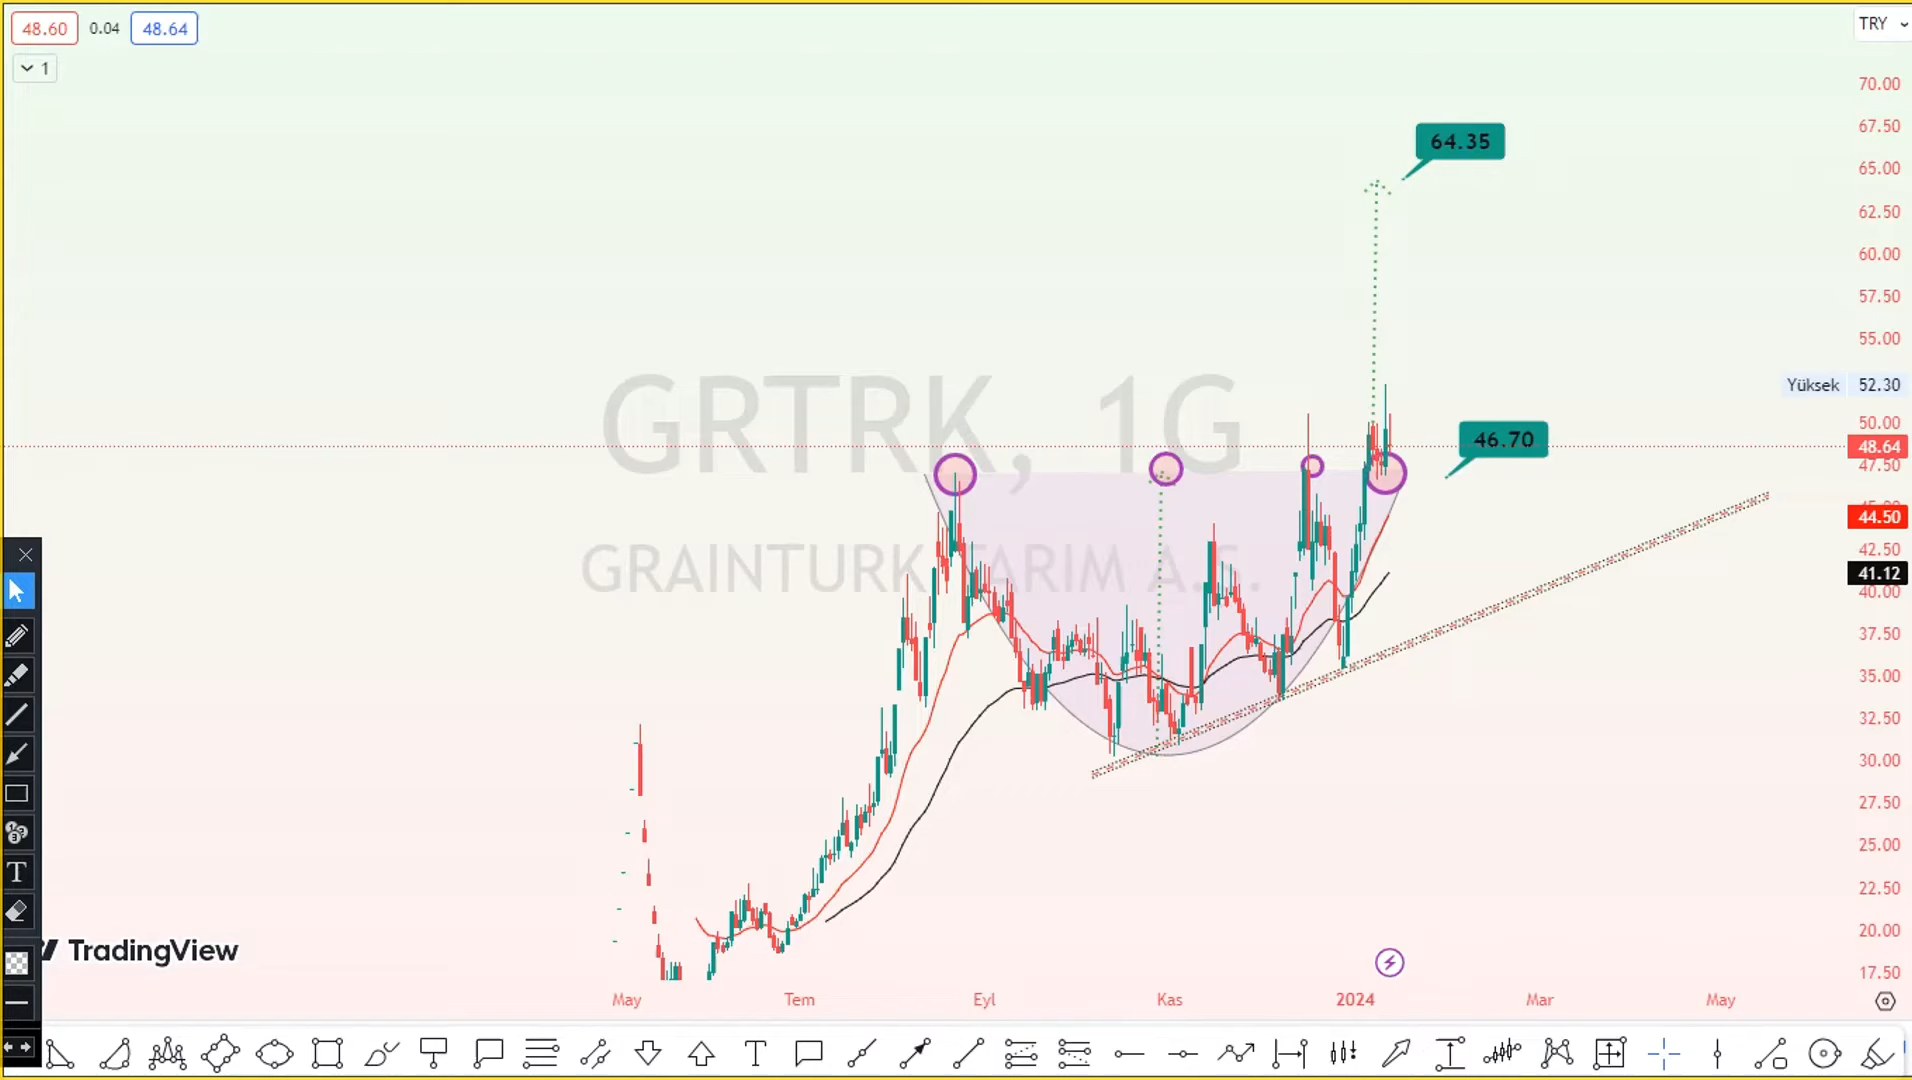 48.60 0.04 48.64
1
TRY
70.00
67.50
64.35
65.00
62.50
60.00
57.50
55.00
Yüksek 52.30
GRTRK, 1G
50.00
46.70
48.64
47.50
44.50
GRAINTURK TARIM A.S.
42.50
41.12
40.00
37.50
35.00
32.50
30.00
27.50
25.00
22.50
20.00
TradingView
17.50
May Tem Eyl Kas 2024 Mar May
T
T